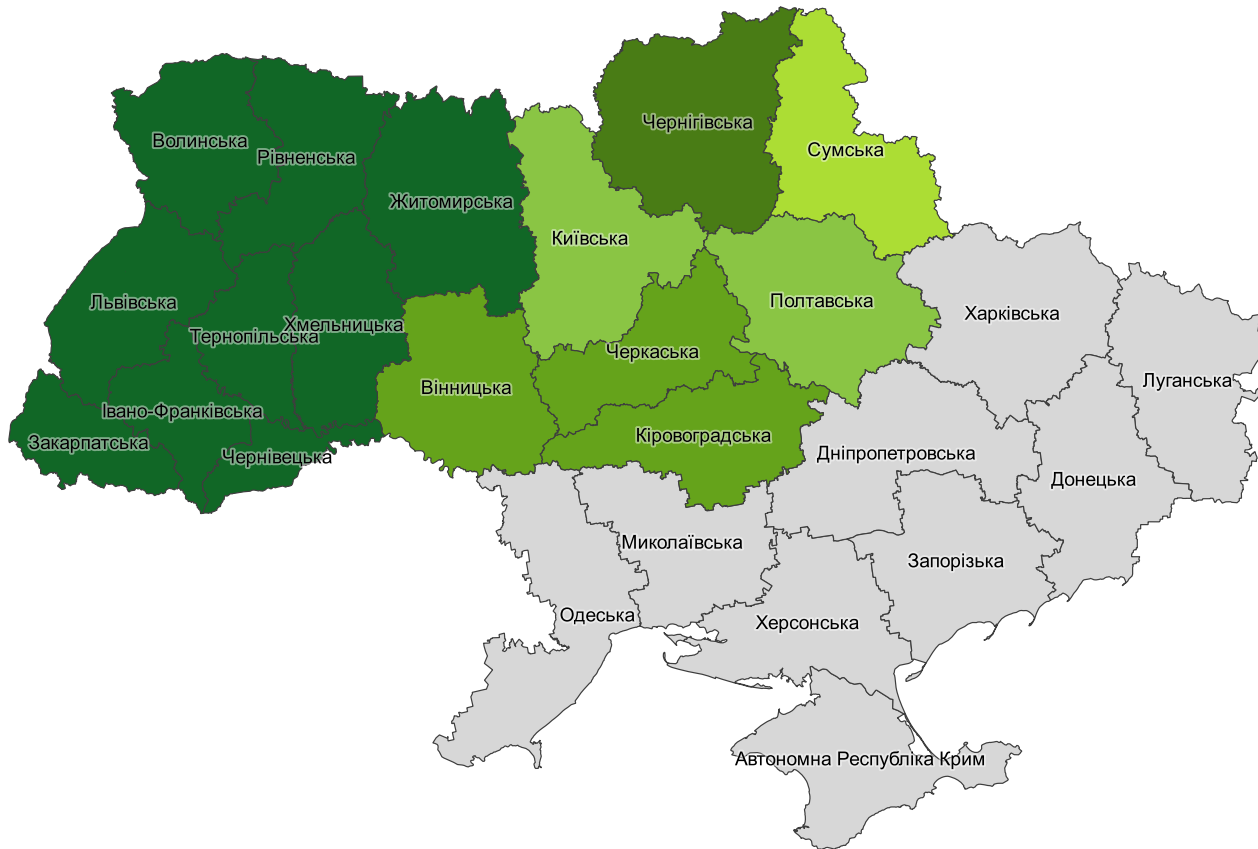 Чернігівська
Сумська
Волинська
Рівненська
Житомирська
Київська
Львівська
Тернопільська
Хмельницька
Полтавська
Харківська
Черкаська
Вінницька
Луганська
Івано-Франківська
Закарпатська
Чернівецька
Кіровоградська
Дніпропетровська
Донецька
Миколаївська
Запорізька
Одеська
Херсонська
Автономна Республіка Крим